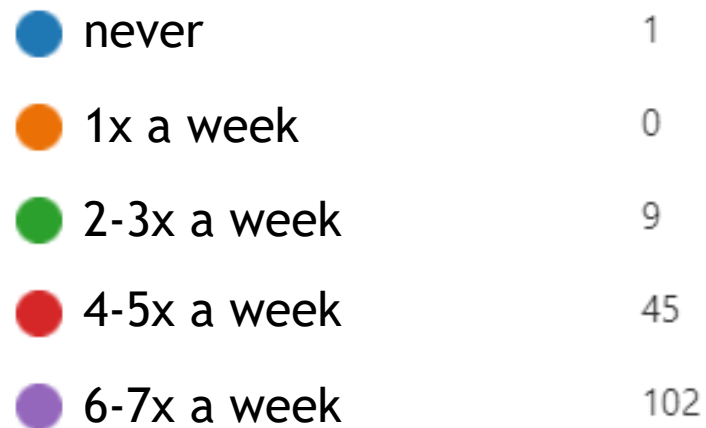 never 1
1x a week 0
2-3x a week 9
4-5x a week 45
6-7x a week 102